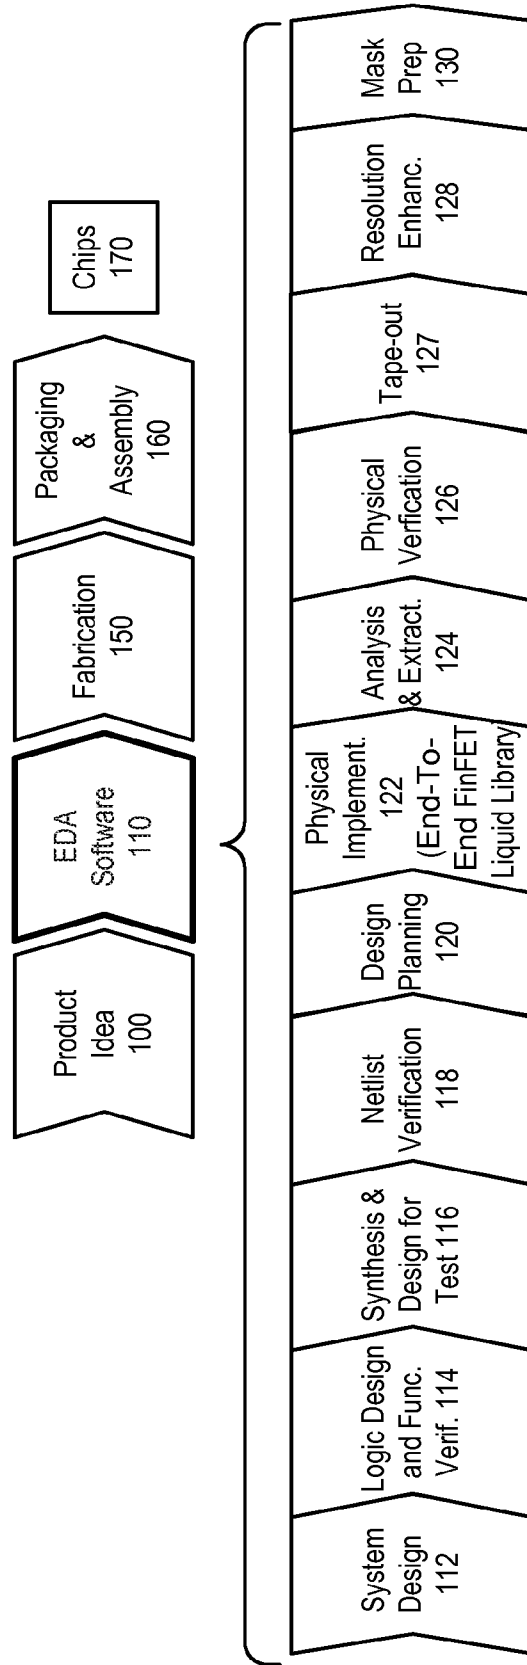 Product
Idea
100
EDA
Software
110
Fabrication
150
Packaging
&
Assembly
160
Chips
170
System
Design
112
Logic Design
and Func.
Verif. 114
Synthesis &
Design for
Test 116
Netlist
Verification
118
Design
Planning
120
Physical
Implement.
122
(End-To-
End FinFET
Liquid Library)
Analysis
& Extract.
124
Physical
Verfication
126
Tape-out
127
Resolution
Enhanc.
128
Mask
Prep
130